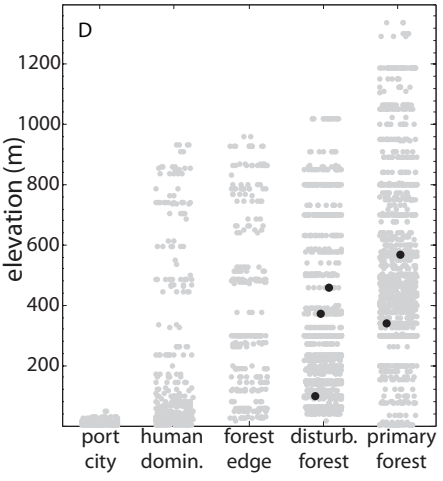 D
1200
1000
800
600
400
200
elevation (m)
port human forest disturb. primary
city domin. edge forest forest